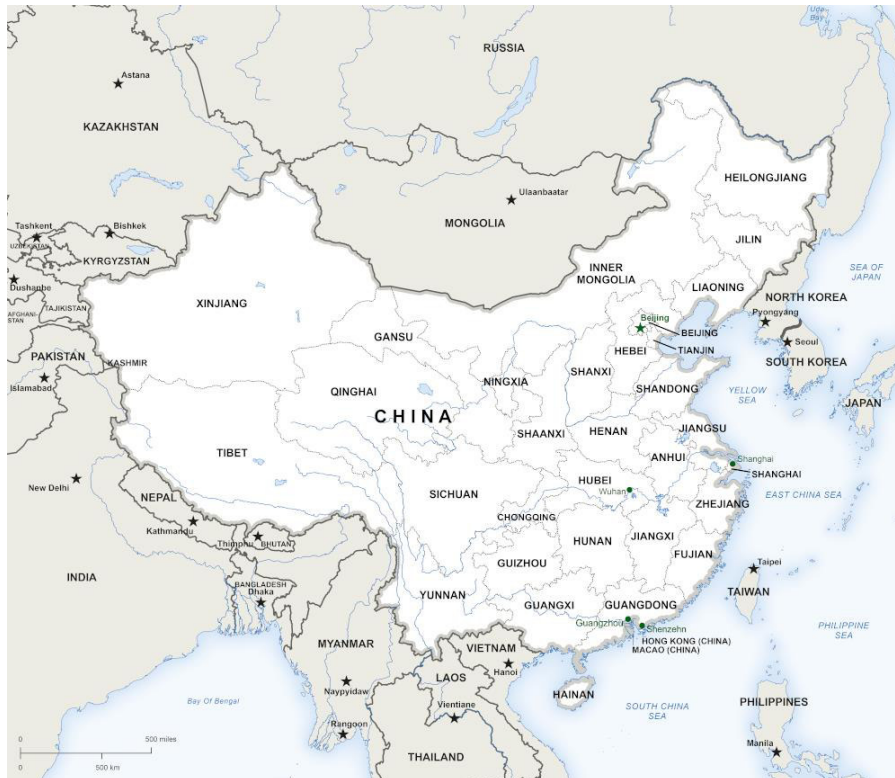 RUSSIA
Astana
KAZAKHSTAN
HEILONGJIANG
Ulaanbaatar
MONGOLIA
Tashkent
Bishkek
UZBEKISTAN
JILIN
KYRGYZSTAN
INNER
MONGOLIA
SEA OF
JAPAN
Dushanbe
LIAONING
XINJIANG
NORTH KOREA
TAJIKISTAN
AFGHANI-
STAN
Pyongyang
Beijing
BEIJING
GANSU
Seoul
HEBEI
TIANJIN
PAKISTAN
KASHMIR
SOUTH KOREA
SHANXI
Islamabad
NINGXIA
SHANDONG
QINGHAI
YELLOW
SEA
JAPAN
CHINA
SHAANXI
HENAN
JIANGSU
TIBET
ANHUI
Shanghai
SHANGHAI
New Delhi
HUBEI
Wuhan
SICHUAN
EAST CHINA SEA
NEPAL
ZHEJIANG
CHONGQING
Kathmandu
Thimphu
BHUTAN
HUNAN
JIANGXI
FUJIAN
GUIZHOU
Taipei
INDIA
BANGLADESH
Dhaka
YUNNAN
TAIWAN
GUANGXI
GUANGDONG
Guangzhou
Shenzehn
PHILIPPINE
SEA
HONG KONG (CHINA)
MACAO (CHINA)
MYANMAR
VIETNAM
Hanoi
LAOS
Naypyidaw
HAINAN
Bay Of Bengal
Vientiane
SOUTH CHINA
SEA
PHILIPPINES
Rangoon
0 500 miles
0 500 km
THAILAND
Manila